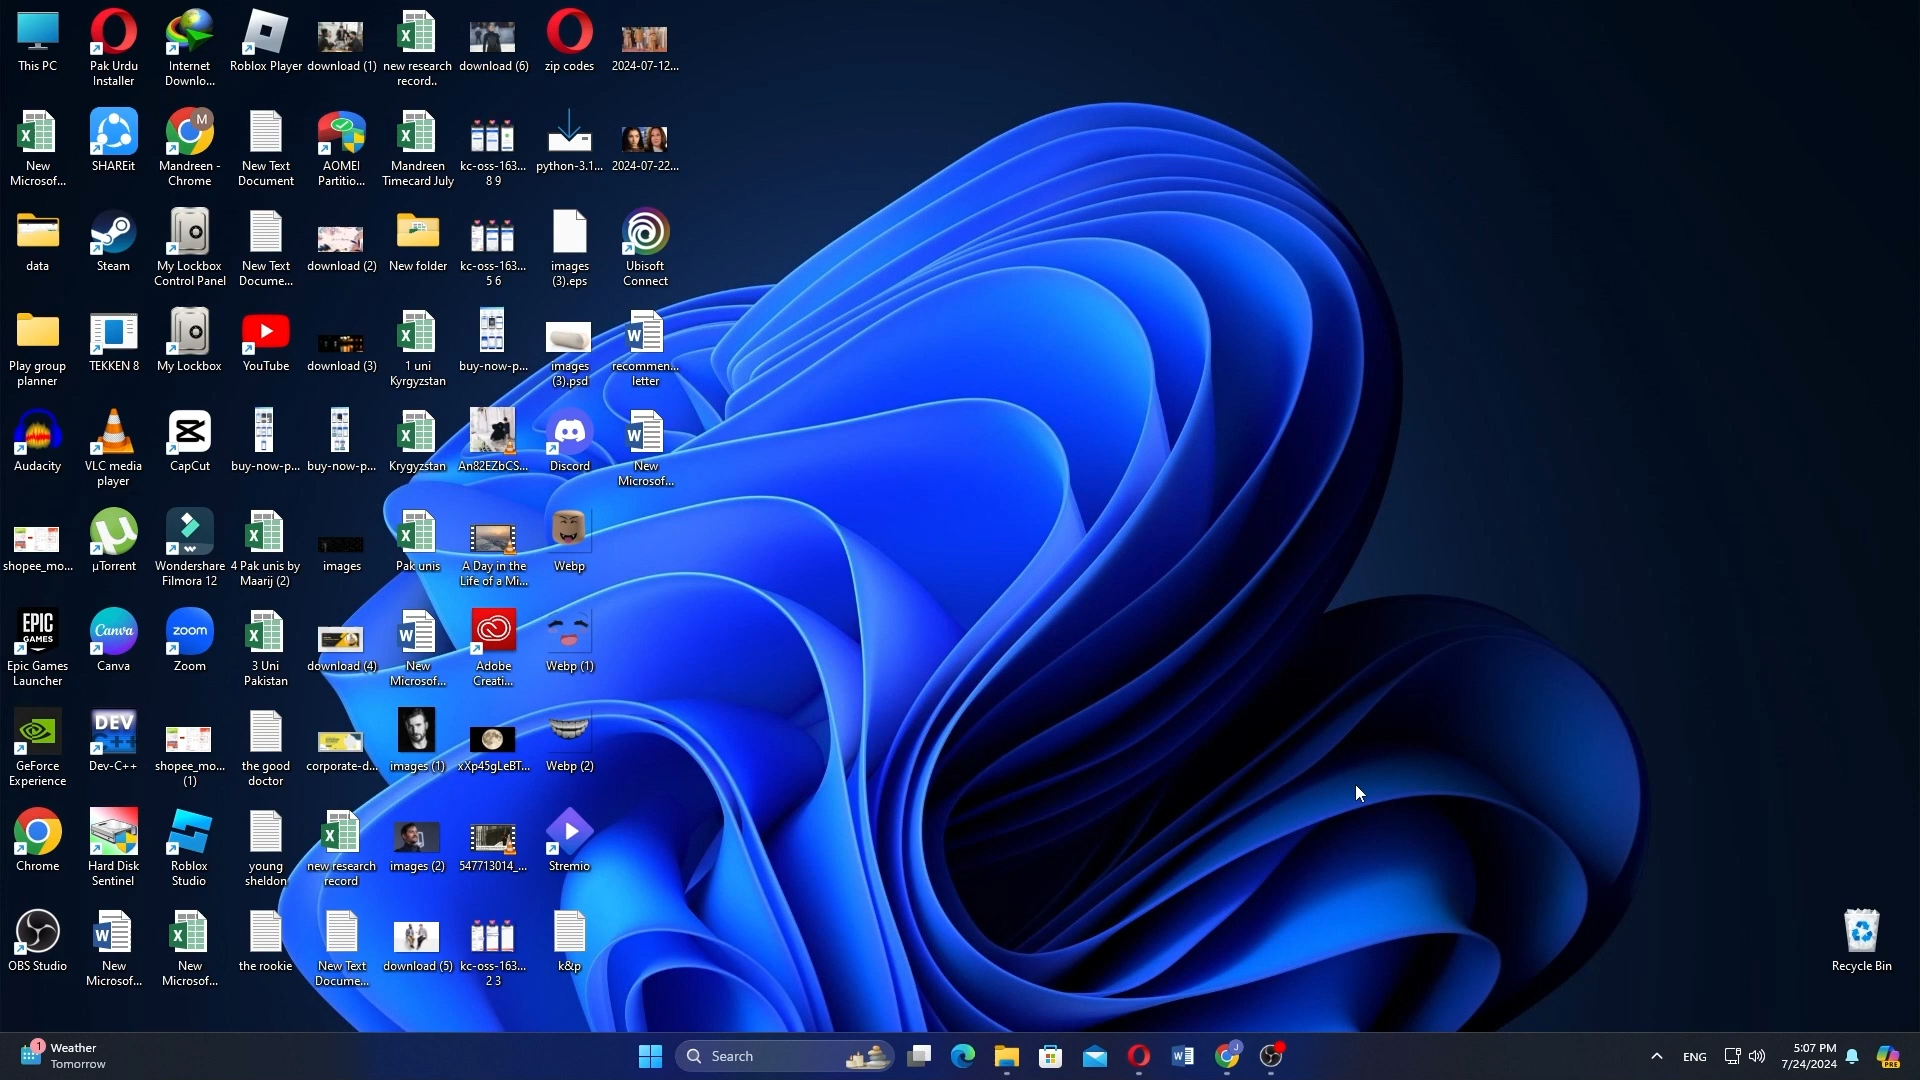 This PC
Pak Urdu
Installer
Internet
Downlo...
Roblox Player
download (1)
new research
record..
download (6)
zip codes
2024-07-12...
New
Microsof...
SHAREit
M
Mandreen -
Chrome
New Text
Document
AOMEI
Partitio...
Mandreen
Timecard July
kc-oss-163...
8 9
python-3.1...
2024-07-22...
data
Steam
My Lockbox
Control Panel
New Text
Docume...
download (2)
New folder
kc-oss-163...
5 6
images
(3).eps
Ubisoft
Connect
Play group
planner
TEKKEN 8
My Lockbox
YouTube
download (3)
1 uni
Kyrgyzstan
buy-now-p...
images
(3).psd
recommen...
letter
Audacity
VLC media
player
CapCut
buy-now-p...
buy-now-p...
Krygyzstan
An82EZbCS...
Discord
New
Microsof...
shopee_mo...
µTorrent
Wondershare
Filmora 12
4 Pak unis by
Maarij (2)
images
Pak unis
A Day in the
Life of a Mi...
Webp
EPIC
GAMES
Epic Games
Launcher
Canva
Canva
zoom
Zoom
3 Uni
Pakistan
download (4)
New
Microsof...
Adobe
Creati...
Webp (1)
GeForce
Experience
DEV
C++
Dev-C++
shopee_mo...
(1)
the good
doctor
corporate-d...
images (1)
xXp45gLeBT...
Webp (2)
Chrome
Hard Disk
Sentinel
Roblox
Studio
young
sheldon
new research
record
images (2)
547713014_...
Stremio
OBS Studio
New
Microsof...
New
Microsof...
the rookie
New Text
Docume...
download (5)
kc-oss-163...
2 3
k&p
Recycle Bin
1
Weather
Tomorrow
Search
J
ENG
5:07 PM
7/24/2024
PRE